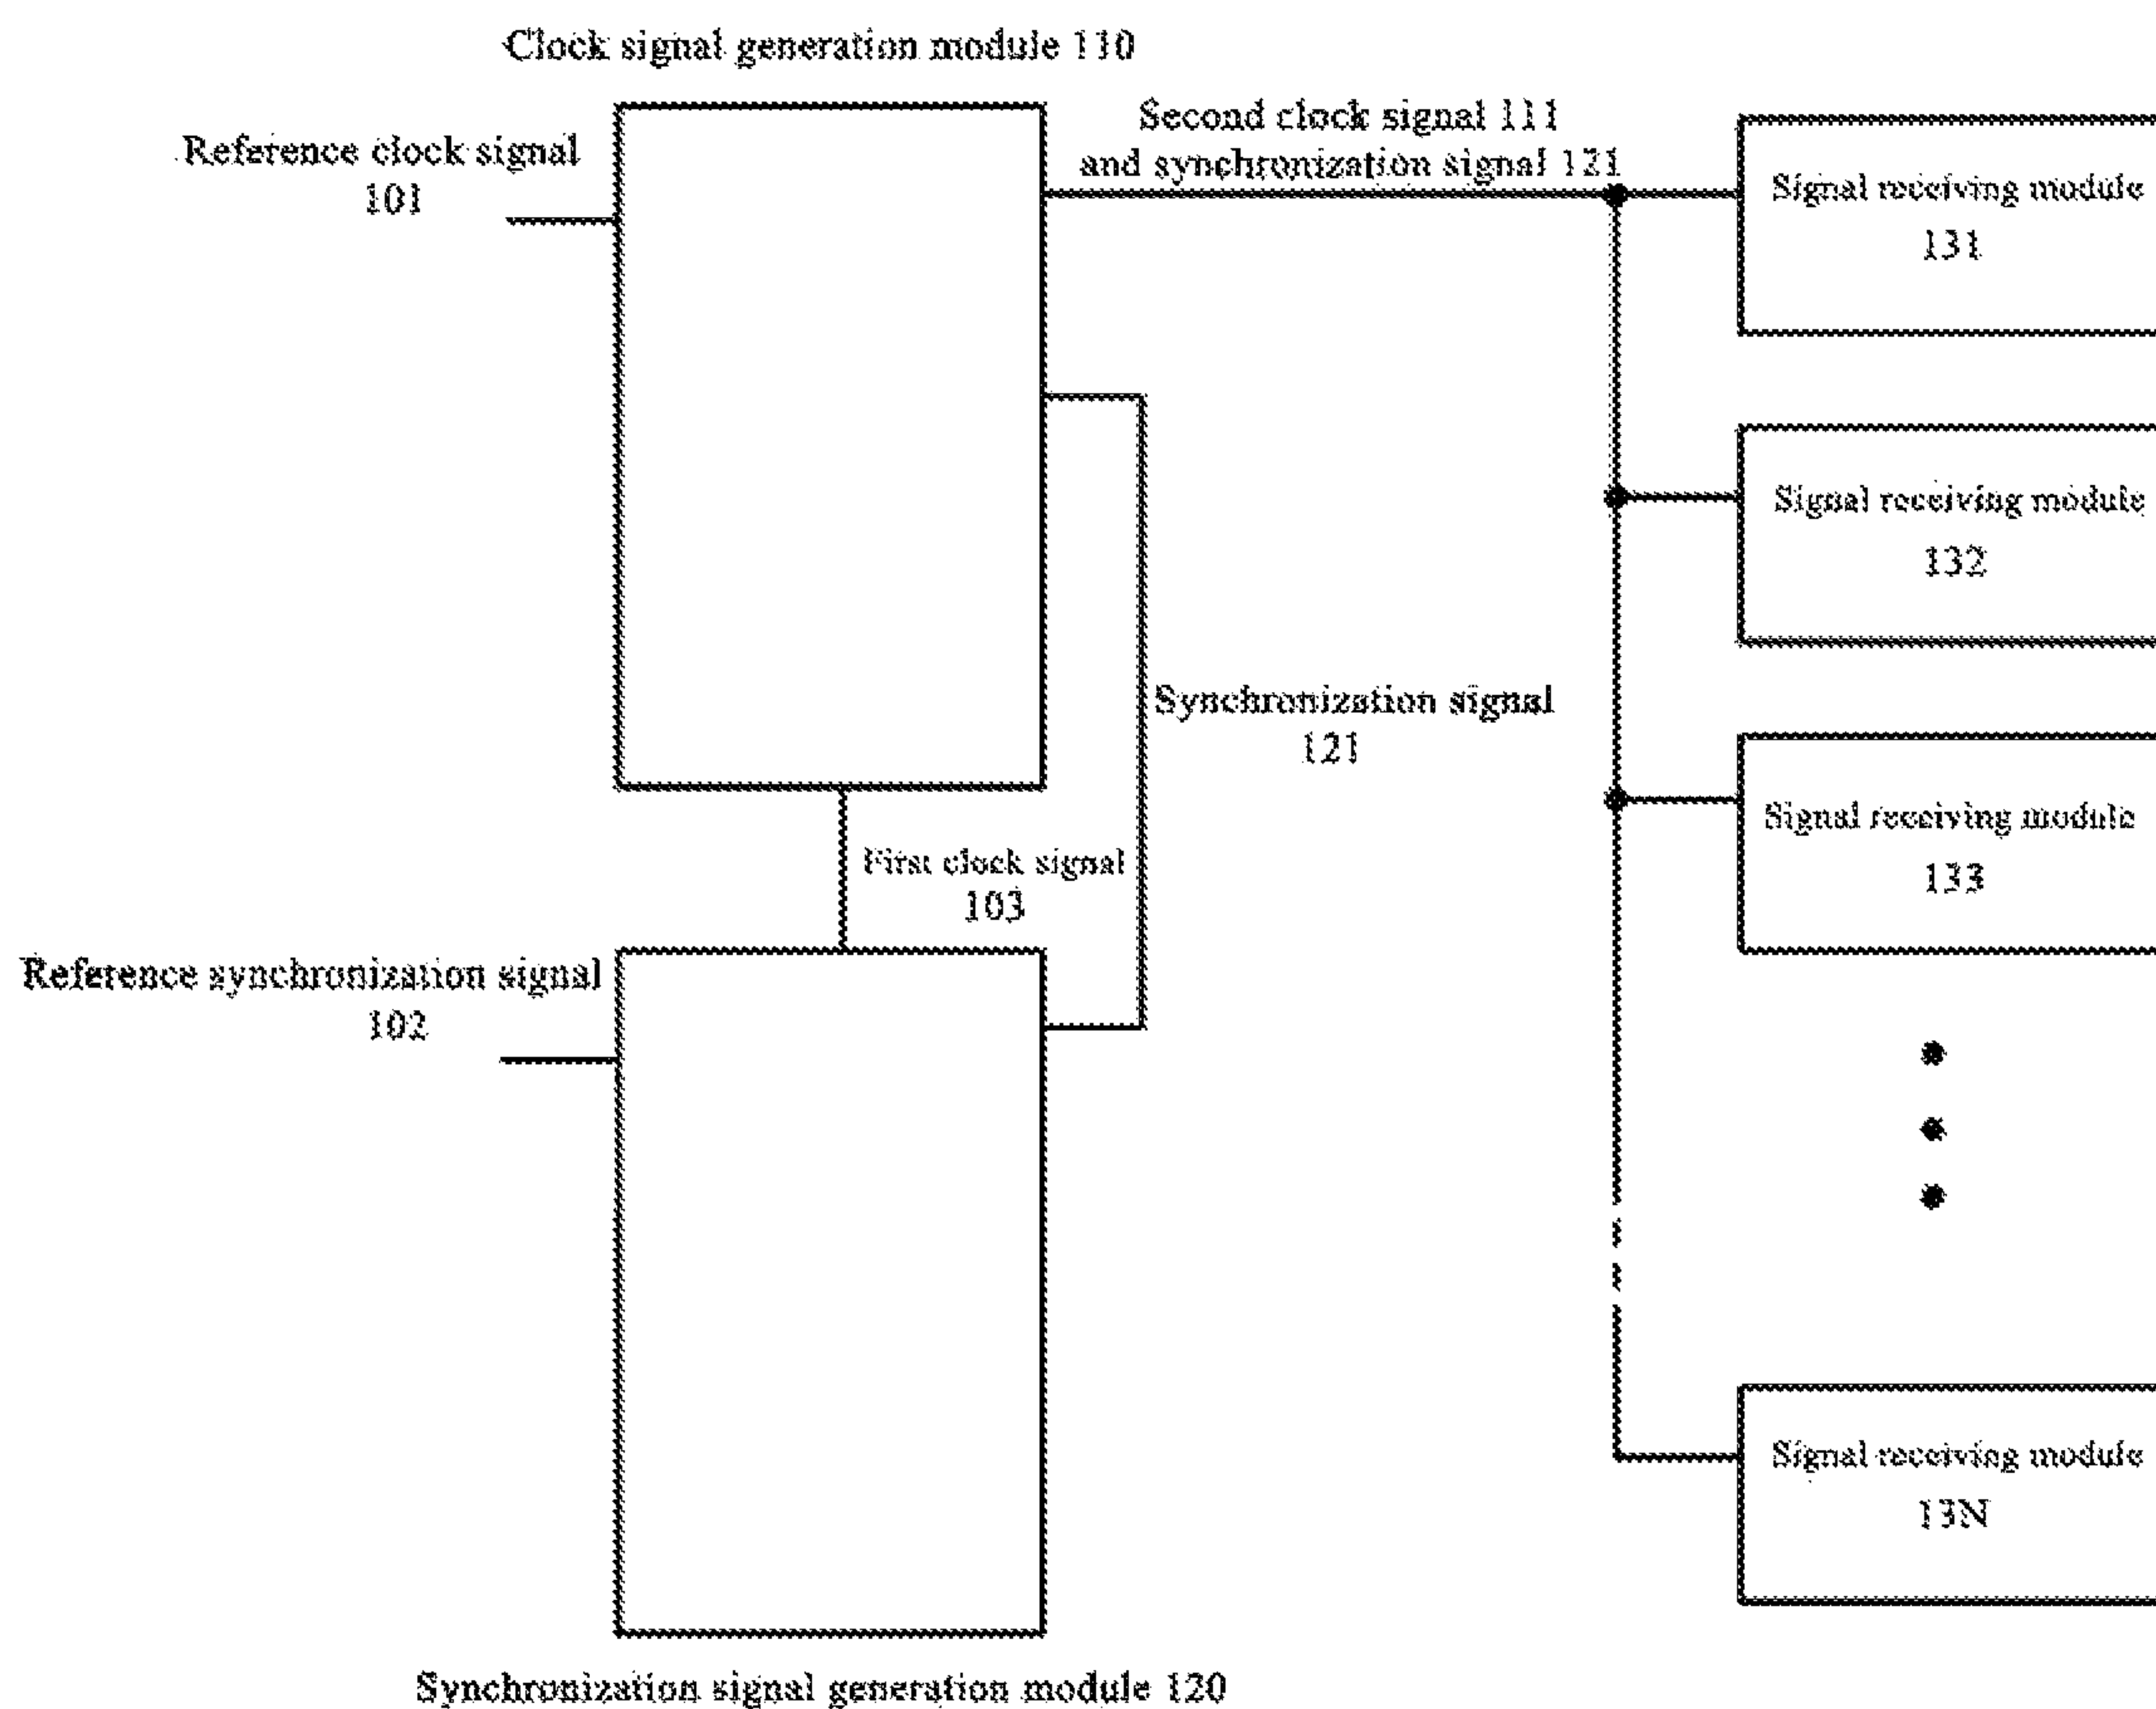 Clock signal generation module 110
Reference clock signal
101
Second clock signal 111
and synchronization signal 121
Signal receiving module
131
Signal receiving module
132
Synchronization signal
121
Signal receiving module
133
First clock signal
103
Reference synchronization signal
102
Signal receiving module
13N
Synchronization signal generation module 120